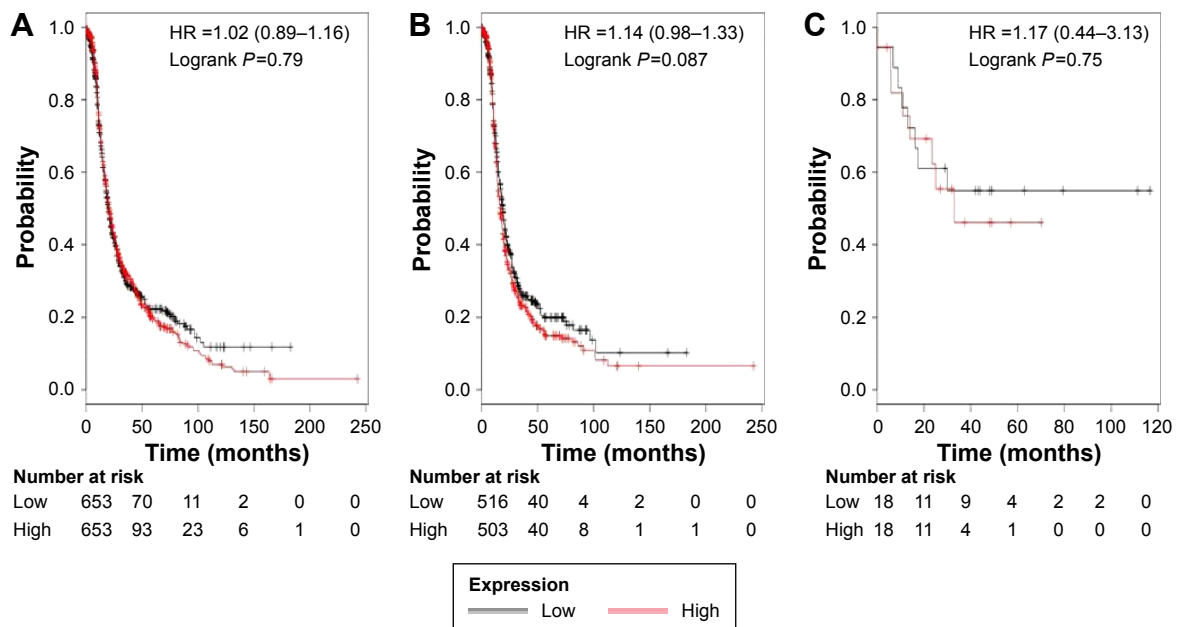 A
HR =1.02 (0.89–1.16)
Logrank P=0.79
Probability
1.0
0.8
0.6
0.4
0.2
0.0
0 50 100 150 200 250
Time (months)
Number at risk
Low 653 70 11 2 0 0
High 653 93 23 6 1 0
B
HR =1.14 (0.98–1.33)
Logrank P=0.087
Probability
1.0
0.8
0.6
0.4
0.2
0.0
0 50 100 150 200 250
Time (months)
Number at risk
Low 516 40 4 2 0 0
High 503 40 8 1 1 0
C
HR =1.17 (0.44–3.13)
Logrank P=0.75
Probability
1.0
0.8
0.6
0.4
0.2
0.0
0 20 40 60 80 100 120
Time (months)
Number at risk
Low 18 11 9 4 2 2 0
High 18 11 4 1 0 0 0
Expression
Low High